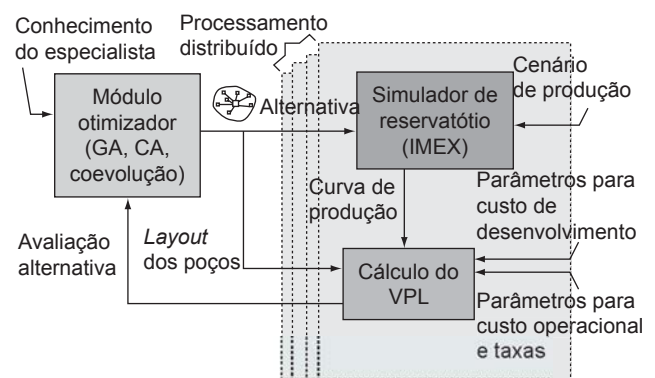 Conhecimento
do especialista
Processamento
distribuído
Módulo
otimizador
(GA, CA,
coevolução)
Alternativa
Simulador de
reservatótio
(IMEX)
Cenário
de produção
Curva de
produção
Parâmetros para
custo de
desenvolvimento
Avaliação
alternativa
Layout
dos poços
Cálculo do
VPL
Parâmetros para
custo operacional
e taxas